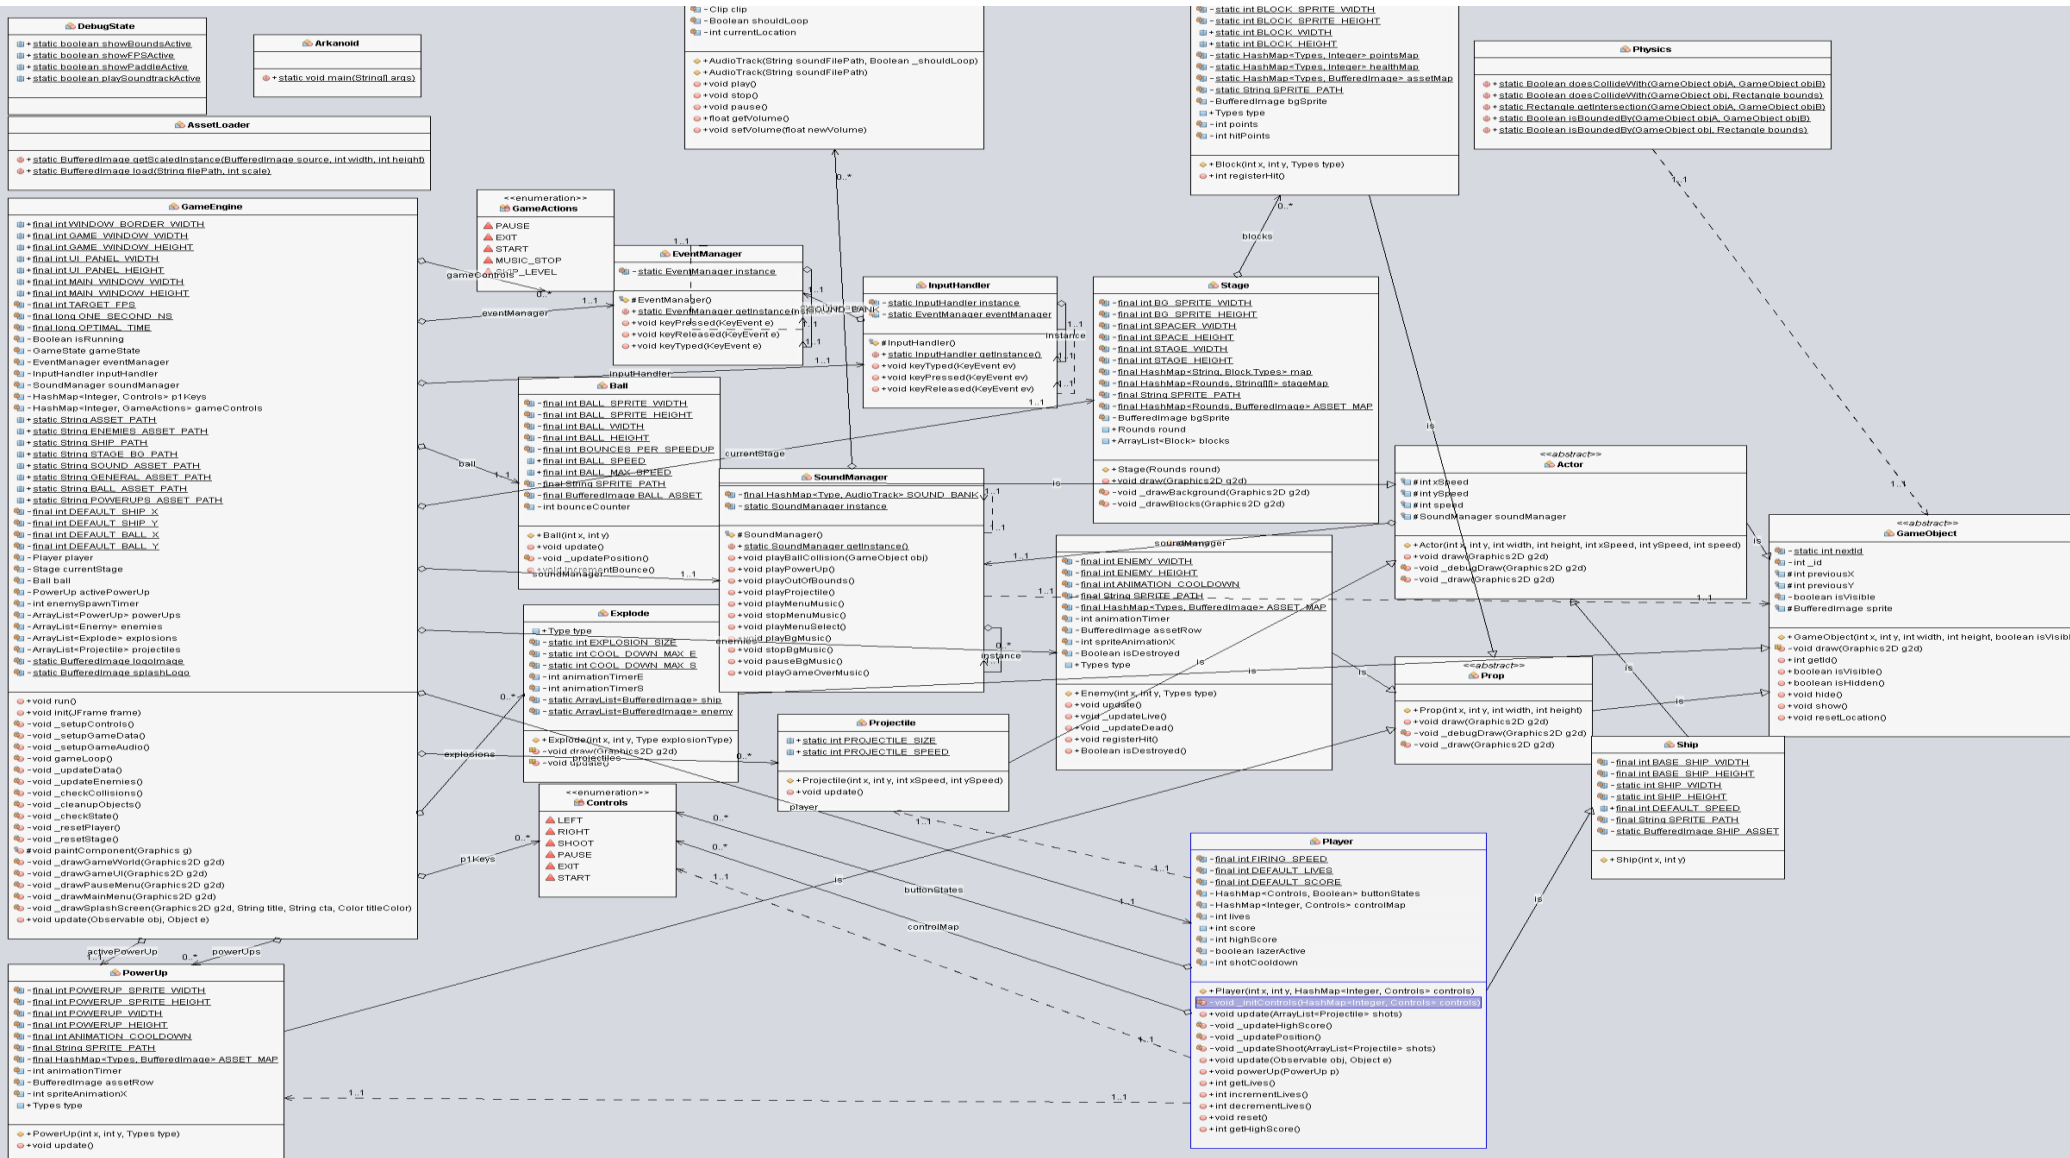 DebugState
+static boolean showBoundsActive
+static boolean showFPSActive
+static boolean showPaddleActive
+static boolean playSoundtrackActive
Arkanoid
+static void main(String[] args)
AssetLoader
+static BufferedImage getScaledInstance(BufferedImage source, int width, int height)
+static BufferedImage load(String filePath, int scale)
GameEngine
+final int WINDOW_BORDER_WIDTH
+final int GAME_WINDOW_WIDTH
+final int GAME_WINDOW_HEIGHT
+final int UI_PANEL_WIDTH
+final int UI_PANEL_HEIGHT
+final int MAIN_WINDOW_WIDTH
+final int MAIN_WINDOW_HEIGHT
-final int TARGET_FPS
-final long ONE_SECOND_NS
-final long OPTIMAL_TIME
-Boolean isRunning
-GameState gameState
-EventManager eventManager
-InputHandler inputHandler
-SoundManager soundManager
-HashMap<Integer, Controls> p1Keys
-HashMap<Integer, GameActions> gameControls
+static String ASSET_PATH
+static String ENEMIES_ASSET_PATH
+static String SHIP_PATH
+static String STAGE_BG_PATH
+static String SOUND_ASSET_PATH
+static String GENERAL_ASSET_PATH
+static String BALL_ASSET_PATH
+static String POWERUPS_ASSET_PATH
-final int DEFAULT_SHIP_X
-final int DEFAULT_SHIP_Y
-final int DEFAULT_BALL_X
-final int DEFAULT_BALL_Y
-Player player
-Stage currentStage
-Ball ball
-PowerUp activePowerUp
-int enemySpawnTimer
-ArrayList<PowerUp> powerUps
-ArrayList<Enemy> enemies
-ArrayList<Explode> explosions
-ArrayList<Projectile> projectiles
-static BufferedImage logoImage
-static BufferedImage splashLogo
+void run()
+void init(JFrame frame)
-void _setupControls()
-void _setupGameData()
-void _setupGameAudio()
-void gameLoop()
-void _updateData()
-void _updateEnemies()
-void _checkCollisions()
-void _cleanupObjects()
-void _checkState()
-void _resetPlayer()
-void _resetStage()
#void paintComponent(Graphics g)
-void _drawGameWorld(Graphics2D g2d)
-void _drawGameUI(Graphics2D g2d)
-void _drawPauseMenu(Graphics2D g2d)
-void _drawMainMenu(Graphics2D g2d)
-void _drawSplashScreen(Graphics2D g2d, String title, String cta, Color titleColor)
+void update(Observable obj, Object e)
activePowerUp
powerUps
0..*
PowerUp
-final int POWERUP_SPRITE_WIDTH
-final int POWERUP_SPRITE_HEIGHT
-final int POWERUP_WIDTH
-final int POWERUP_HEIGHT
-final int ANIMATION_COOLDOWN
-final String SPRITE_PATH
-final HashMap<Types, BufferedImage> ASSET_MAP
-int animationTimer
-BufferedImage assetRow
-int spriteAnimationX
+Types type
+PowerUp(int x, int y, Types type)
+void update()
-Clip clip
-Boolean shouldLoop
-int currentLocation
+AudioTrack(String soundFilePath, Boolean _shouldLoop)
+AudioTrack(String soundFilePath)
+void play()
+void stop()
+void pause()
+float getVolume()
+void setVolume(float newVolume)
0..*
<<enumeration>>
GameActions
PAUSE
EXIT
START
MUSIC_STOP
gameControls
0..*
eventManager
1..1
1..1
EventManager
-static EventManager instance
#EventManager()
+static EventManager getInstance(
+void keyPressed(KeyEvent e)
+void keyReleased(KeyEvent e)
+void keyTyped(KeyEvent e)
InputHandler
-static InputHandler instance
-static EventManager eventManager
#InputHandler()
+static InputHandler getInstance()
+void keyTyped(KeyEvent ev)
+void keyPressed(KeyEvent ev)
+void keyReleased(KeyEvent ev)
instance
inputHandler
1..1
Ball
-final int BALL_SPRITE_WIDTH
-final int BALL_SPRITE_HEIGHT
-final int BALL_WIDTH
-final int BALL_HEIGHT
-final int BOUNCES_PER_SPEEDUP
+final int BALL_SPEED
+final int BALL_MAX_SPEED
-final String SPRITE_PATH
-final BufferedImage BALL_ASSET
-int bounceCounter
+Ball(int x, int y)
+void update()
-void _updatePosition()
+void incrementBounce()
ball
1..1
currentStage
1..1
soundManager
1..1
SoundManager
-final HashMap<Type, AudioTrack> SOUND_BANK
-static SoundManager instance
#SoundManager()
+static SoundManager getInstance()
+void playBallCollision(GameObject obj)
+void playPowerUp()
+void playOutOfBounds()
+void playProjectile()
+void playMenuMusic()
+void stopMenuMusic()
+void playMenuSelect()
+void playBgMusic()
+void stopBgMusic()
+void pauseBgMusic()
+void playGameOverMusic()
enemies
0..*
instance
Explode
+Type type
-static int EXPLOSION_SIZE
-static int COOL_DOWN_MAX_E
-static int COOL_DOWN_MAX_S
-int animationTimerE
-int animationTimerS
-static ArrayList<BufferedImage> ship
-static ArrayList<BufferedImage> enemy
+Explode(int x, int y, Type explosionType)
-void draw(Graphics2D g2d)
-void update()
explosions
0..*
projectiles
0..*
Projectile
+static int PROJECTILE_SIZE
+static int PROJECTILE_SPEED
+Projectile(int x, int y, int xSpeed, int ySpeed)
+void update()
<<enumeration>>
Controls
LEFT
RIGHT
SHOOT
PAUSE
EXIT
START
p1Keys
0..*
player
1..1
buttonStates
0..*
controlMap
0..*
1..1
-static int BLOCK_SPRITE_WIDTH
-static int BLOCK_SPRITE_HEIGHT
+static int BLOCK_WIDTH
+static int BLOCK_HEIGHT
-static HashMap<Types, Integer> pointsMap
-static HashMap<Types, Integer> healthMap
-static HashMap<Types, BufferedImage> assetMap
-static String SPRITE_PATH
-BufferedImage bgSprite
+Types type
-int points
-int hitPoints
+Block(int x, int y, Types type)
+int registerHit()
blocks
0..*
Stage
-final int BG_SPRITE_WIDTH
-final int BG_SPRITE_HEIGHT
-final int SPACER_WIDTH
-final int SPACE_HEIGHT
-final int STAGE_WIDTH
-final int STAGE_HEIGHT
-final HashMap<String, Block.Types> map
-final HashMap<Rounds, String[][]> stageMap
-final String SPRITE_PATH
-final HashMap<Rounds, BufferedImage> ASSET_MAP
-BufferedImage bgSprite
+Rounds round
+ArrayList<Block> blocks
+Stage(Rounds round)
+void draw(Graphics2D g2d)
-void _drawBackground(Graphics2D g2d)
-void _drawBlocks(Graphics2D g2d)
soundManager
-final int ENEMY_WIDTH
-final int ENEMY_HEIGHT
-final int ANIMATION_COOLDOWN
-final String SPRITE_PATH
-final HashMap<Types, BufferedImage> ASSET_MAP
-int animationTimer
-BufferedImage assetRow
-int spriteAnimationX
-Boolean isDestroyed
+Types type
+Enemy(int x, int y, Types type)
+void update()
-void _updateLive()
-void _updateDead()
+void registerHit()
+Boolean isDestroyed()
Physics
+static Boolean doesCollideWith(GameObject objA, GameObject objB)
+static Boolean doesCollideWith(GameObject obj, Rectangle bounds)
+static Rectangle getIntersection(GameObject objA, GameObject objB)
+static Boolean isBoundedBy(GameObject objA, GameObject objB)
+static Boolean isBoundedBy(GameObject obj, Rectangle bounds)
1..1
1..1
is
<<abstract>>
Actor
#int xSpeed
#int ySpeed
#int speed
#SoundManager soundManager
+Actor(int x, int y, int width, int height, int xSpeed, int ySpeed, int speed)
+void draw(Graphics2D g2d)
-void _debugDraw(Graphics2D g2d)
-void _draw(Graphics2D g2d)
is
<<abstract>>
GameObject
-static int nextId
-int _id
#int previousX
#int previousY
-boolean isVisible
#BufferedImage sprite
+GameObject(int x, int y, int width, int height, boolean isVisibl
-void draw(Graphics2D g2d)
+int getId()
+boolean isVisible()
+boolean isHidden()
+void hide()
+void show()
+void resetLocation()
<<abstract>>
Prop
+Prop(int x, int y, int width, int height)
+void draw(Graphics2D g2d)
-void _debugDraw(Graphics2D g2d)
-void _draw(Graphics2D g2d)
is
is
Ship
-final int BASE_SHIP_WIDTH
-final int BASE_SHIP_HEIGHT
-static int SHIP_WIDTH
-static int SHIP_HEIGHT
+final int DEFAULT_SPEED
-final String SPRITE_PATH
-static BufferedImage SHIP_ASSET
+Ship(int x, int y)
is
Player
-final int FIRING_SPEED
-final int DEFAULT_LIVES
-final int DEFAULT_SCORE
-HashMap<Controls, Boolean> buttonStates
-HashMap<Integer, Controls> controlMap
-int lives
+int score
-int highScore
-boolean lazerActive
-int shotCooldown
+Player(int x, int y, HashMap<Integer, Controls> controls)
-void _initControls(HashMap<Integer, Controls> controls)
+void update(ArrayList<Projectile> shots)
-void _updateHighScore()
-void _updatePosition()
-void _updateShoot(ArrayList<Projectile> shots)
+void update(Observable obj, Object e)
+void powerUp(PowerUp p)
+int getLives()
+int incrementLives()
+int decrementLives()
+void reset()
+int getHighScore()
1..1
1..1